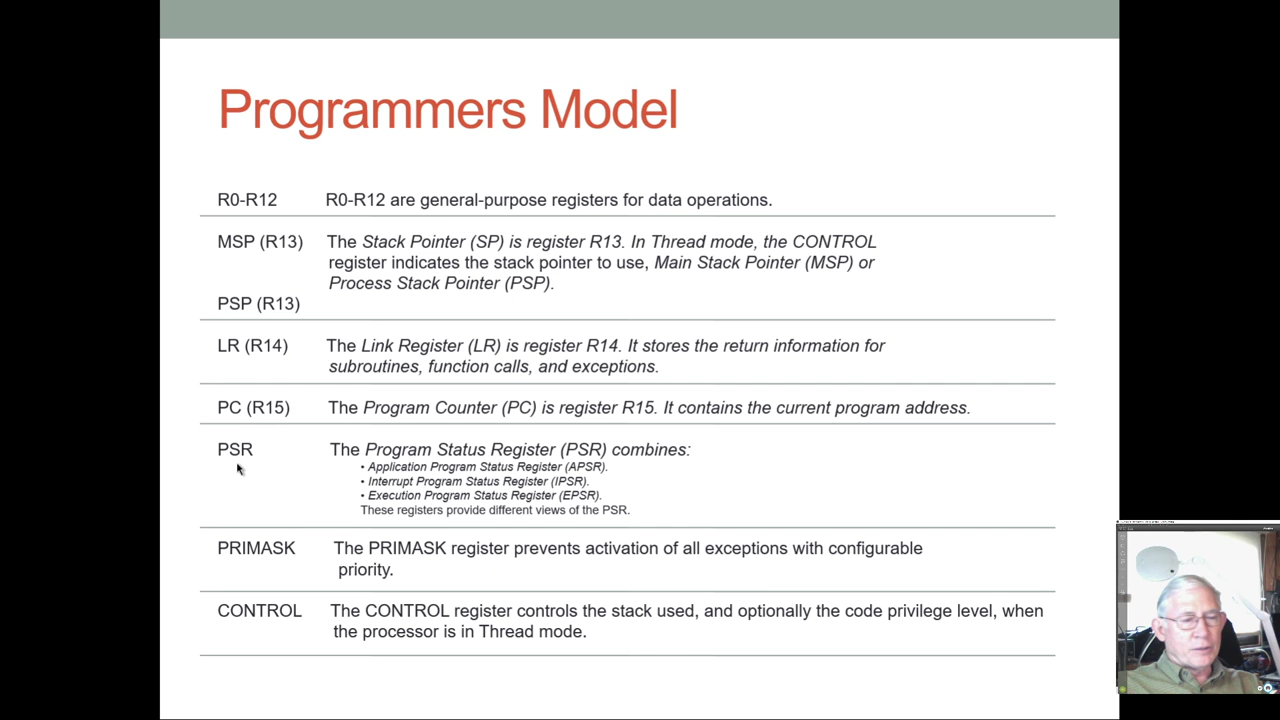 Programmers Model
R0-R12 R0-R12 are general-purpose registers for data operations.
MSP (R13) The Stack Pointer (SP) is register R13. In Thread mode, the CONTROL
register indicates the stack pointer to use, Main Stack Pointer (MSP) or
Process Stack Pointer (PSP).
PSP (R13)
LR (R14) The Link Register (LR) is register R14. It stores the return information for
subroutines, function calls, and exceptions.
PC (R15) The Program Counter (PC) is register R15. It contains the current program address.
PSR The Program Status Register (PSR) combines:
• Application Program Status Register (APSR).
• Interrupt Program Status Register (IPSR).
• Execution Program Status Register (EPSR).
These registers provide different views of the PSR.
PRIMASK The PRIMASK register prevents activation of all exceptions with configurable
priority.
CONTROL The CONTROL register controls the stack used, and optionally the code privilege level, when
the processor is in Thread mode.